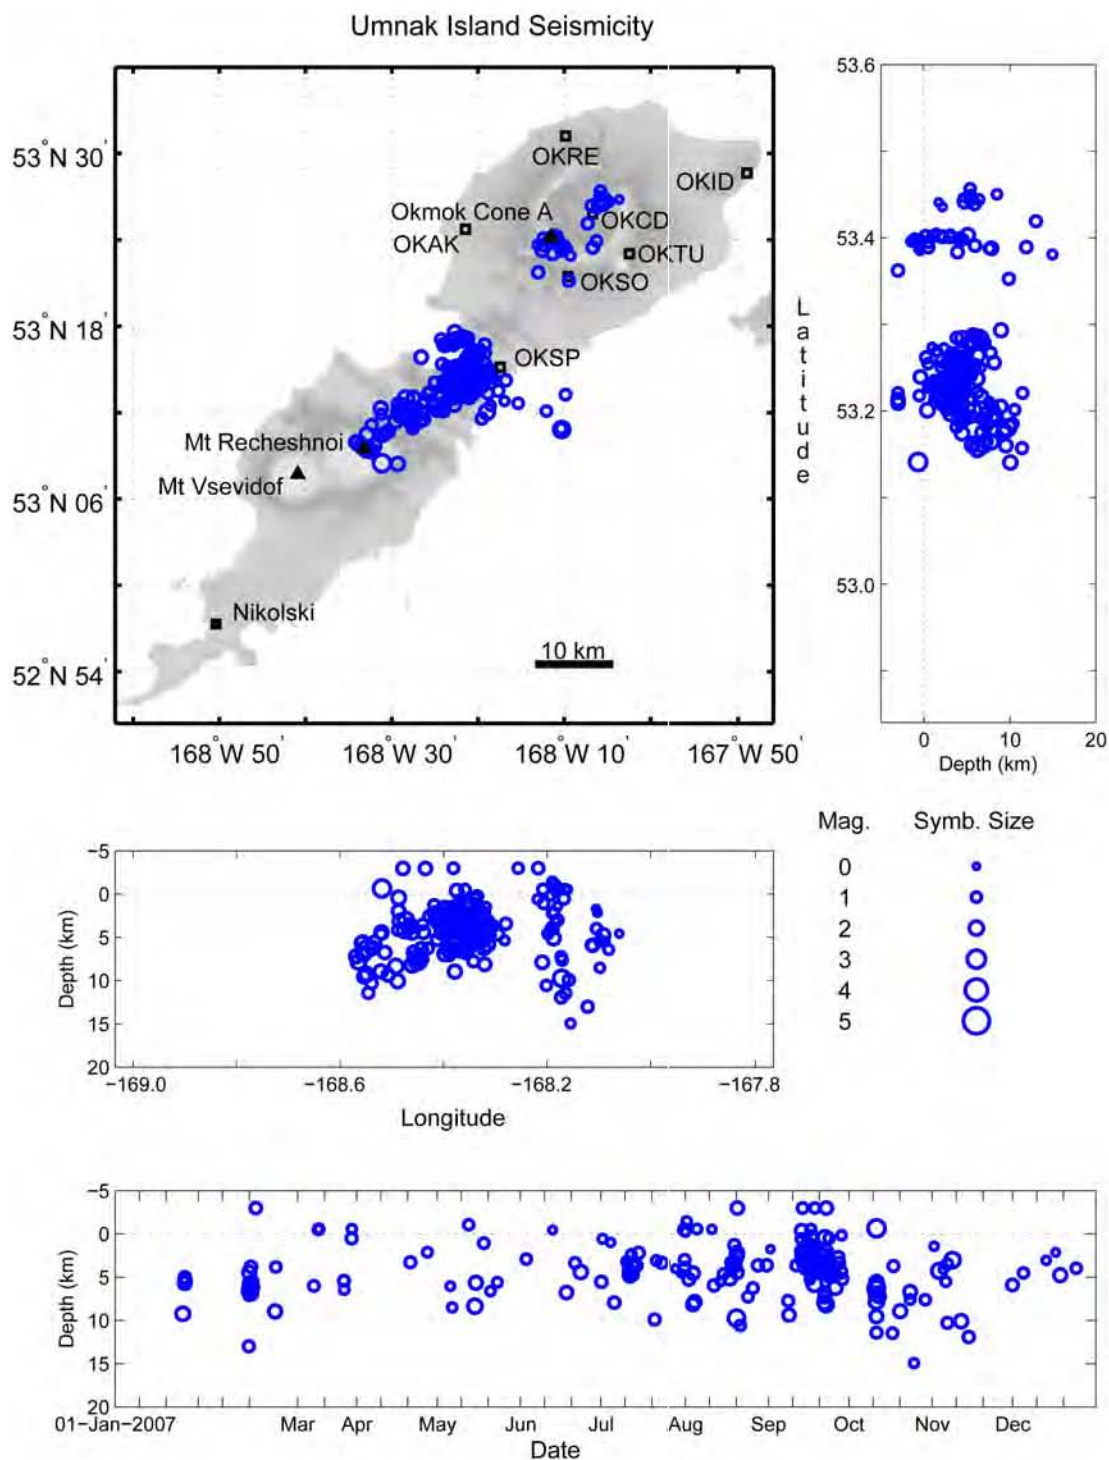 Umnak Island Seismicity
53°N 30'
53°N 18'
53°N 06'
52°N 54'
OKRE
OKID
Okmok Cone A
OKCD
OKAK
OKTU
OKSO
OKSP
Mt Recheshnoi
Mt Vsevidof
Nikolski
10 km
168°W 50'
168°W 30'
168°W 10'
167°W 50'
Latitude
53.6
53.4
53.2
53.0
0
10
20
Depth (km)
Depth (km)
−5
0
5
10
15
20
−169.0
−168.6
−168.2
−167.8
Longitude
Mag. Symb. Size
0
1
2
3
4
5
Depth (km)
−5
0
5
10
15
20
01−Jan−2007 Mar Apr May Jun Jul Aug Sep Oct Nov Dec
Date